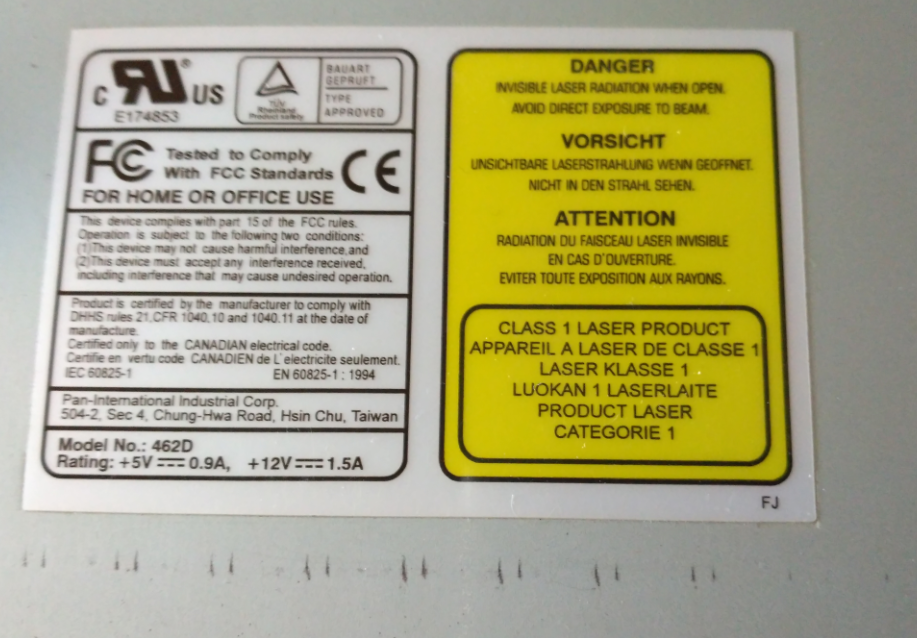 c RU ® US
E174853
TÜV
Rheinland
Product Safety
BAUART
GEPRUFT
TYPE
APPROVED
FC Tested to Comply
With FCC Standards CE
FOR HOME OR OFFICE USE
This device complies with part 15 of the FCC rules.
Operation is subject to the following two conditions:
(1)This device may not cause harmful interference,and
(2)This device must accept any interference received,
including interference that may cause undesired operation.
Product is certified by the manufacturer to comply with
DHHS rules 21,CFR 1040.10 and 1040.11 at the date of
manufacture.
Certified only to the CANADIAN electrical code.
Certifie en vertu code CANADIEN de L'electricite seulement.
IEC 60825-1 EN 60825-1 : 1994
Pan-International Industrial Corp.
504-2, Sec 4, Chung-Hwa Road, Hsin Chu, Taiwan
Model No.: 462D
Rating: +5V 0.9A, +12V 1.5A
DANGER
INVISIBLE LASER RADIATION WHEN OPEN.
AVOID DIRECT EXPOSURE TO BEAM.
VORSICHT
UNSICHTBARE LASERSTRAHLUNG WENN GEOFFNET.
NICHT IN DEN STRAHL SEHEN.
ATTENTION
RADIATION DU FAISCEAU LASER INVISIBLE
EN CAS D'OUVERTURE.
EVITER TOUTE EXPOSITION AUX RAYONS.
CLASS 1 LASER PRODUCT
APPAREIL A LASER DE CLASSE 1
LASER KLASSE 1
LUOKAN 1 LASERLAITE
PRODUCT LASER
CATEGORIE 1
FJ